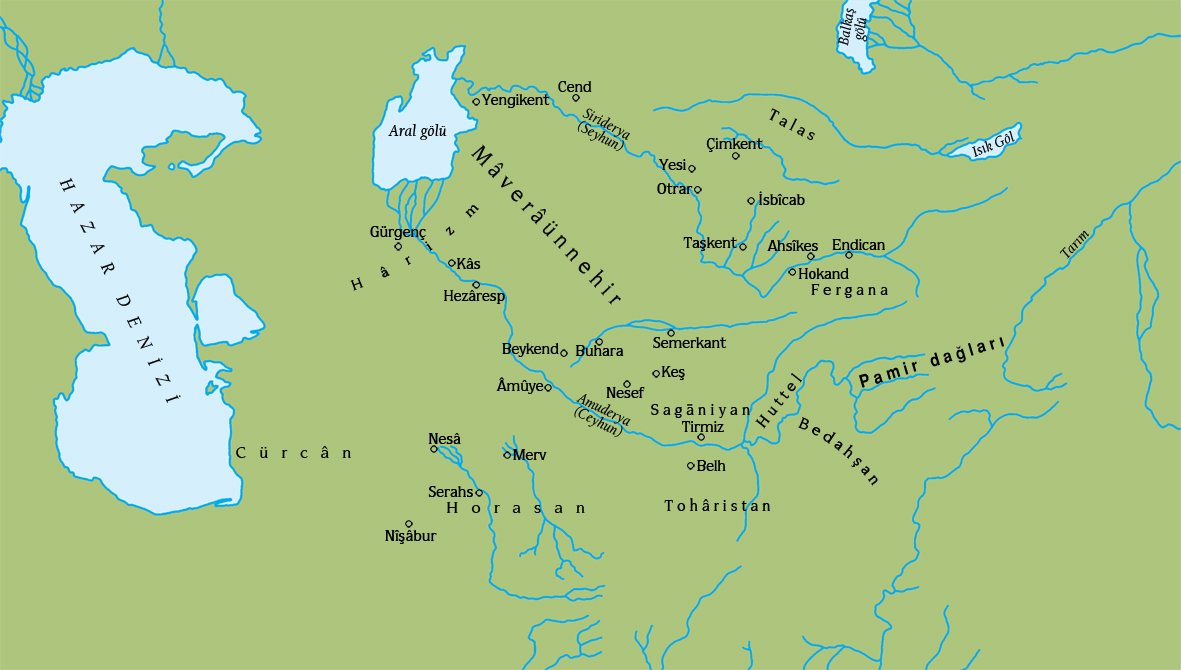 Balkaş
gölü
Cend
Yengikent
Siriderya
(Seyhun)
Talas
Aral gölü
Isık Göl
Çimkent
Mâverâünnehir
Yesi
Otrar
HAZAR DENİZİ
İsbîcab
Gürgenç
Hârizm
Taşkent
Ahsîkes
Endican
Tarım
Kâs
Hokand
Hezâresp
Fergana
Semerkant
Beykend
Buhara
Pamir dağları
Keş
Âmûye
Nesef
Huttel
Amuderya
(Ceyhun)
Sagāniyan
Tirmiz
Bedahşan
Nesâ
Cürcân
Merv
Belh
Serahs
Horasan
Tohâristan
Nîşâbur